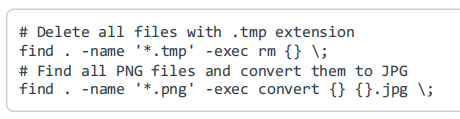 # Delete all files with .tmp extension
find . -name '*.tmp' -exec rm {} \;
# Find all PNG files and convert them to JPG
find . -name '*.png' -exec convert {} {}.jpg \;